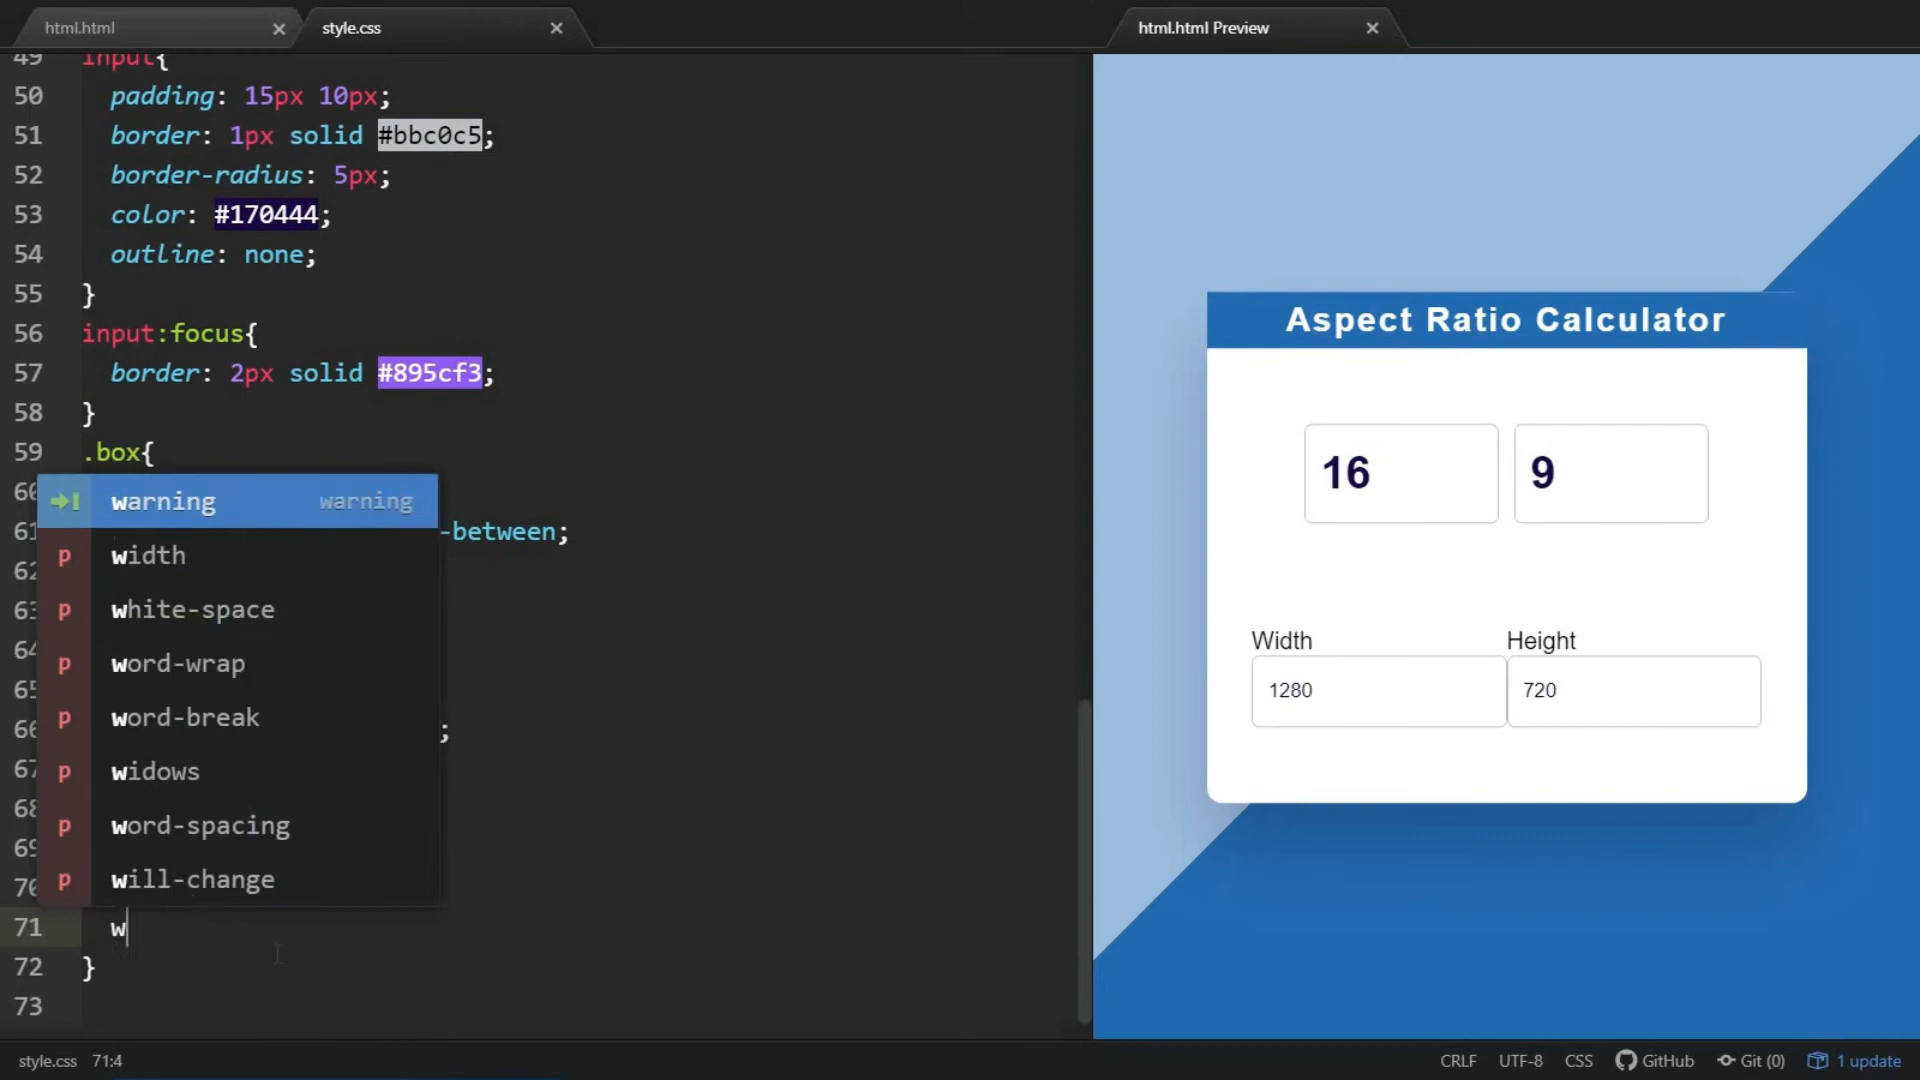 html.html
style.css
html.html Preview
49 input{
50 padding: 15px 10px;
51 border: 1px solid #bbc0c5;
52 border-radius: 5px;
53 color: #170444;
54 outline: none;
55 }
56 input:focus{
57 border: 2px solid #895cf3;
58 }
59 .box{
warning warning
61 -between;
p width
p white-space
p word-wrap
p word-break
;
p widows
p word-spacing
p will-change
71 w
72 }
73
Aspect Ratio Calculator
16 9
Width Height
1280 720
style.css 71:4
CRLF UTF-8 CSS GitHub Git (0) 1 update